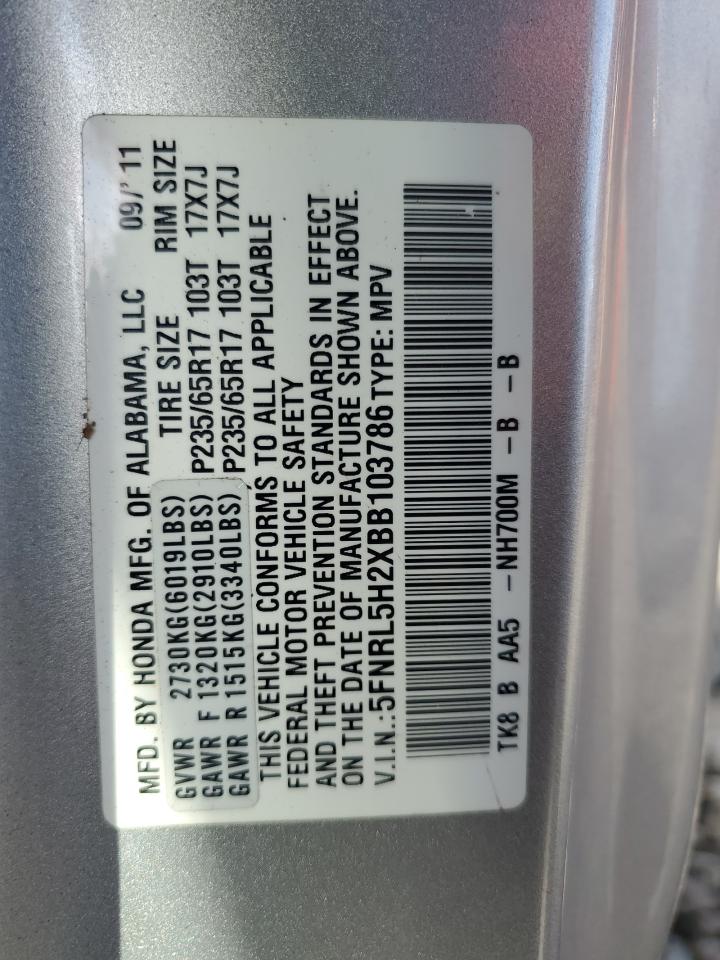 MFD. BY HONDA MFG. OF ALABAMA, LLC 09/11
TIRE SIZE RIM SIZE
GVWR 2730KG(6019LBS)
GAWR F 1320KG(2910LBS) P235/65R17 103T 17X7J
GAWR R 1515KG(3340LBS) P235/65R17 103T 17X7J
THIS VEHICLE CONFORMS TO ALL APPLICABLE
FEDERAL MOTOR VEHICLE SAFETY
AND THEFT PREVENTION STANDARDS IN EFFECT
ON THE DATE OF MANUFACTURE SHOWN ABOVE.
V.I.N.:5FNRL5H2XBB103786 TYPE: MPV
TK8 B AA5 -NH700M -B -B